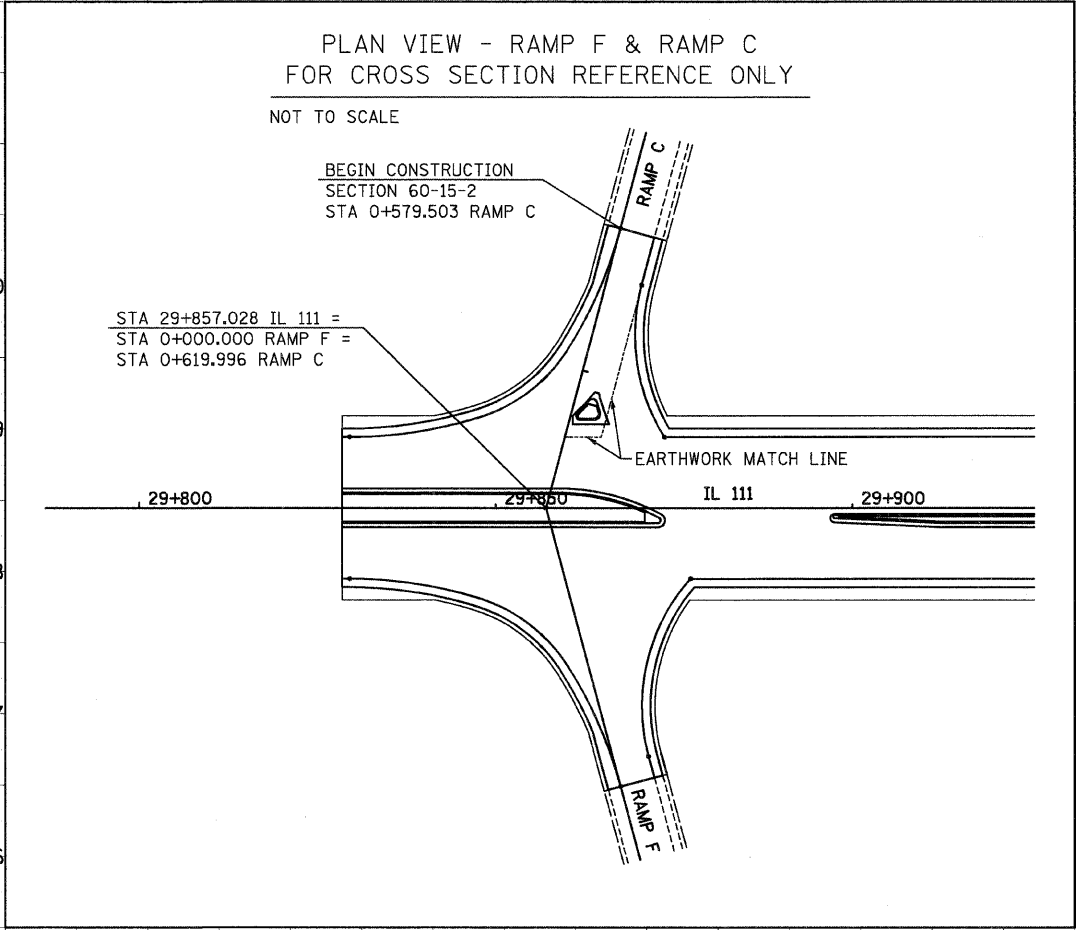 PLAN VIEW - RAMP F & RAMP C
FOR CROSS SECTION REFERENCE ONLY
NOT TO SCALE
BEGIN CONSTRUCTION
SECTION 60-15-2
STA 0+579.503 RAMP C
RAMP C
STA 29+857.028 IL 111 =
STA 0+000.000 RAMP F =
STA 0+619.996 RAMP C
EARTHWORK MATCH LINE
29+800
29+850
IL 111
29+900
RAMP F